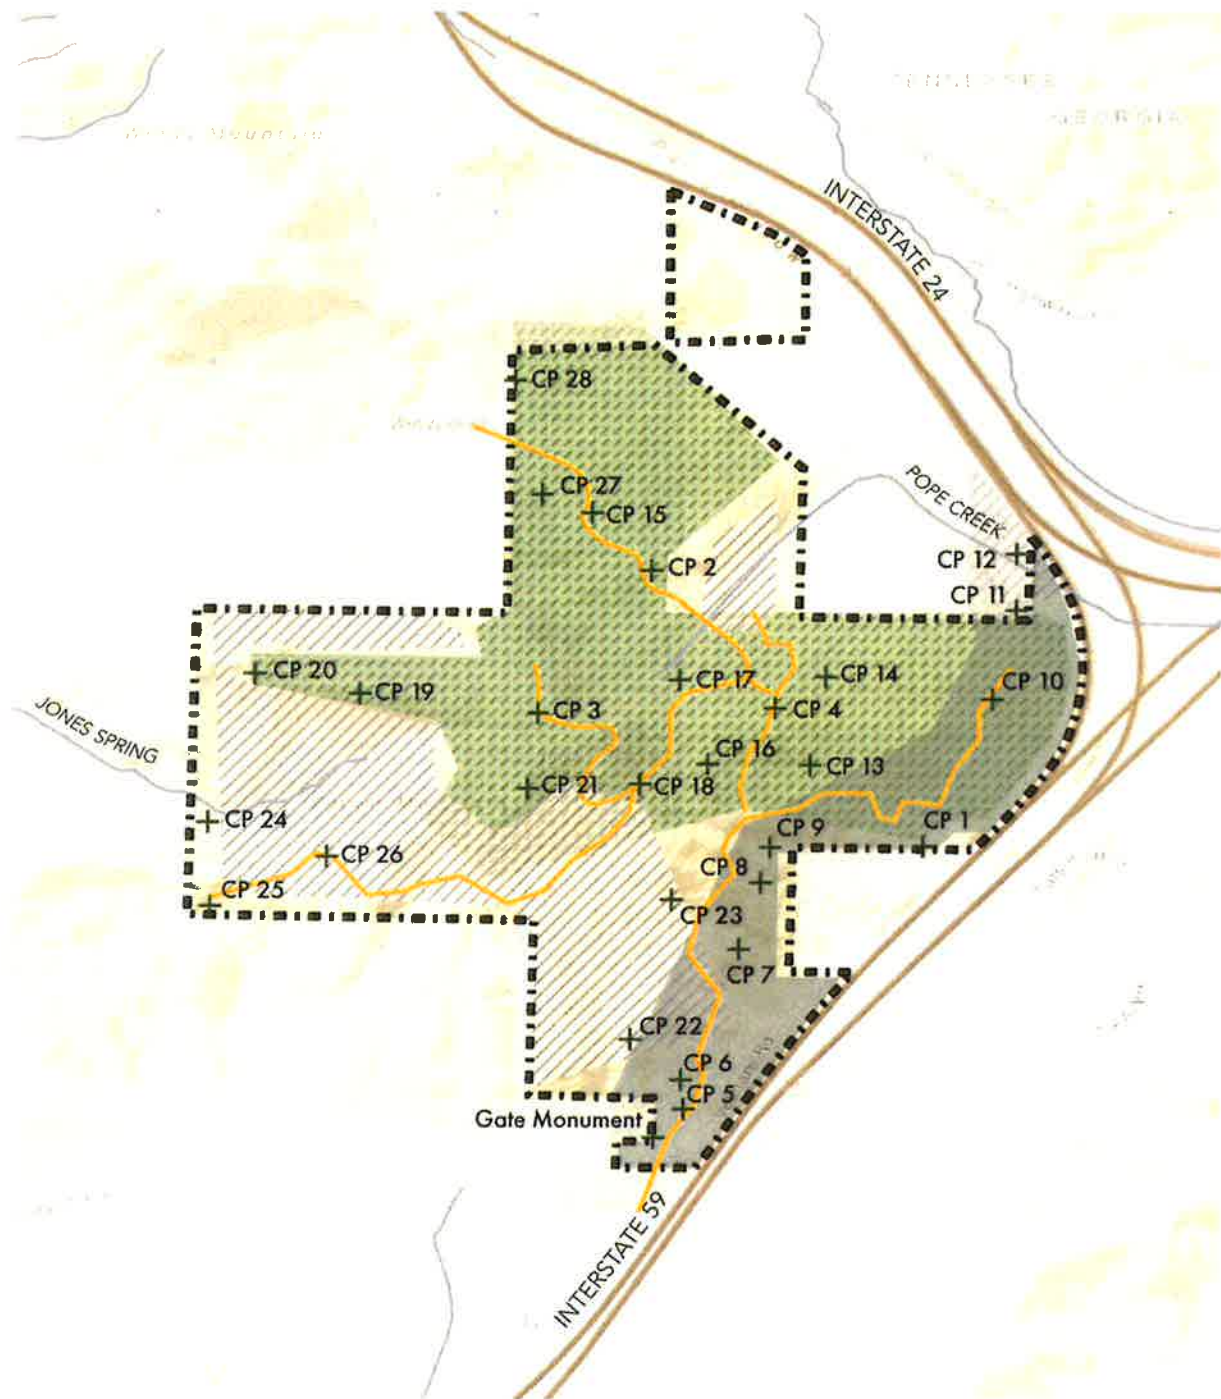 TENNESSEE
GEORGIA
INTERSTATE 24
CP 28
POPE CREEK
CP 27
CP 15
CP 12
CP 2
CP 11
CP 20
CP 17
CP 14
CP 10
CP 19
CP 3
CP 4
JONES SPRING
CP 16
CP 13
CP 21
CP 18
CP 24
CP 1
CP 9
CP 26
CP 8
CP 25
CP 23
CP 7
CP 22
CP 6
CP 5
Gate Monument
INTERSTATE 59